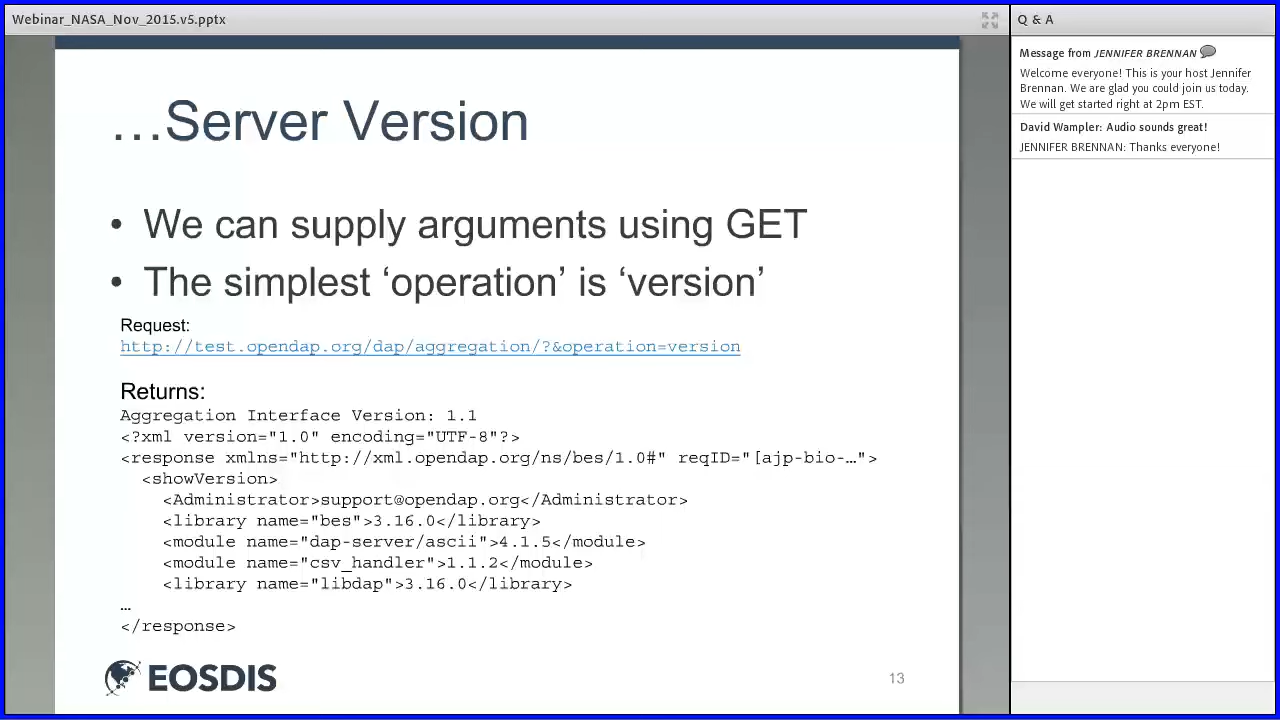 Webinar_NASA_Nov_2015.v5.pptx
…Server Version
• We can supply arguments using GET
• The simplest ‘operation’ is ‘version’
Request:
http://test.opendap.org/dap/aggregation/?&operation=version
Returns:
Aggregation Interface Version: 1.1
<?xml version="1.0" encoding="UTF-8"?>
<response xmlns="http://xml.opendap.org/ns/bes/1.0#" reqID="[ajp-bio-…">
<showVersion>
<Administrator>support@opendap.org</Administrator>
<library name="bes">3.16.0</library>
<module name="dap-server/ascii">4.1.5</module>
<module name="csv_handler">1.1.2</module>
<library name="libdap">3.16.0</library>
…
</response>
EOSDIS
13
Q & A
Message from JENNIFER BRENNAN
Welcome everyone! This is your host Jennifer
Brennan. We are glad you could join us today.
We will get started right at 2pm EST.
David Wampler: Audio sounds great!
JENNIFER BRENNAN: Thanks everyone!